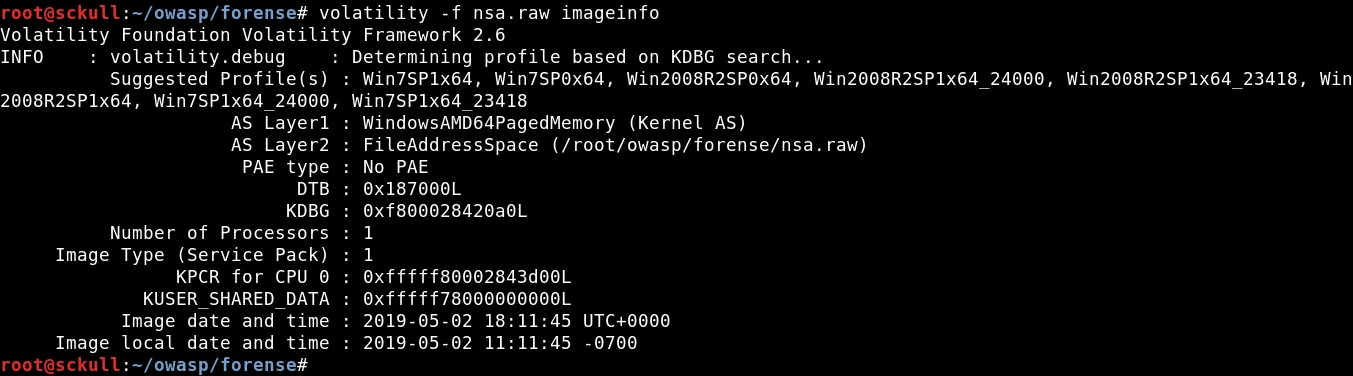 root@sckull:~/owasp/forense# volatility -f nsa.raw imageinfo
Volatility Foundation Volatility Framework 2.6
INFO    : volatility.debug    : Determining profile based on KDBG search...
          Suggested Profile(s) : Win7SP1x64, Win7SP0x64, Win2008R2SP0x64, Win2008R2SP1x64_24000, Win2008R2SP1x64_23418, Win
2008R2SP1x64, Win7SP1x64_24000, Win7SP1x64_23418
                     AS Layer1 : WindowsAMD64PagedMemory (Kernel AS)
                     AS Layer2 : FileAddressSpace (/root/owasp/forense/nsa.raw)
                      PAE type : No PAE
                           DTB : 0x187000L
                          KDBG : 0xf800028420a0L
          Number of Processors : 1
     Image Type (Service Pack) : 1
                KPCR for CPU 0 : 0xfffff80002843d00L
             KUSER_SHARED_DATA : 0xfffff78000000000L
           Image date and time : 2019-05-02 18:11:45 UTC+0000
     Image local date and time : 2019-05-02 11:11:45 -0700
root@sckull:~/owasp/forense#